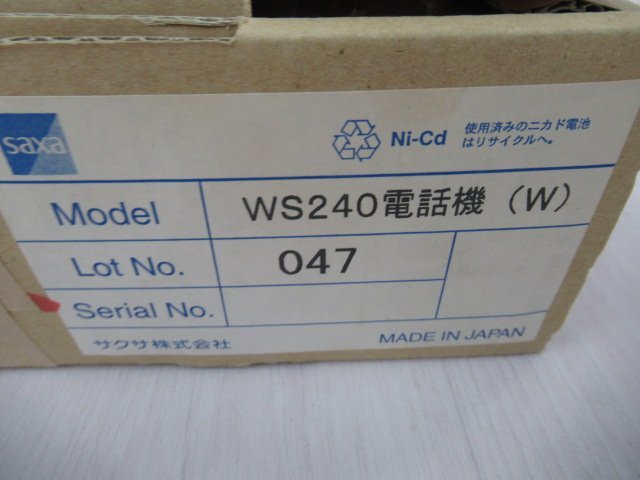 saxa
Ni-Cd 使用済みのニカド電池
はリサイクルへ。
Model WS240電話機(W)
Lot No. 047
Serial No.
サクサ株式会社 MADE IN JAPAN